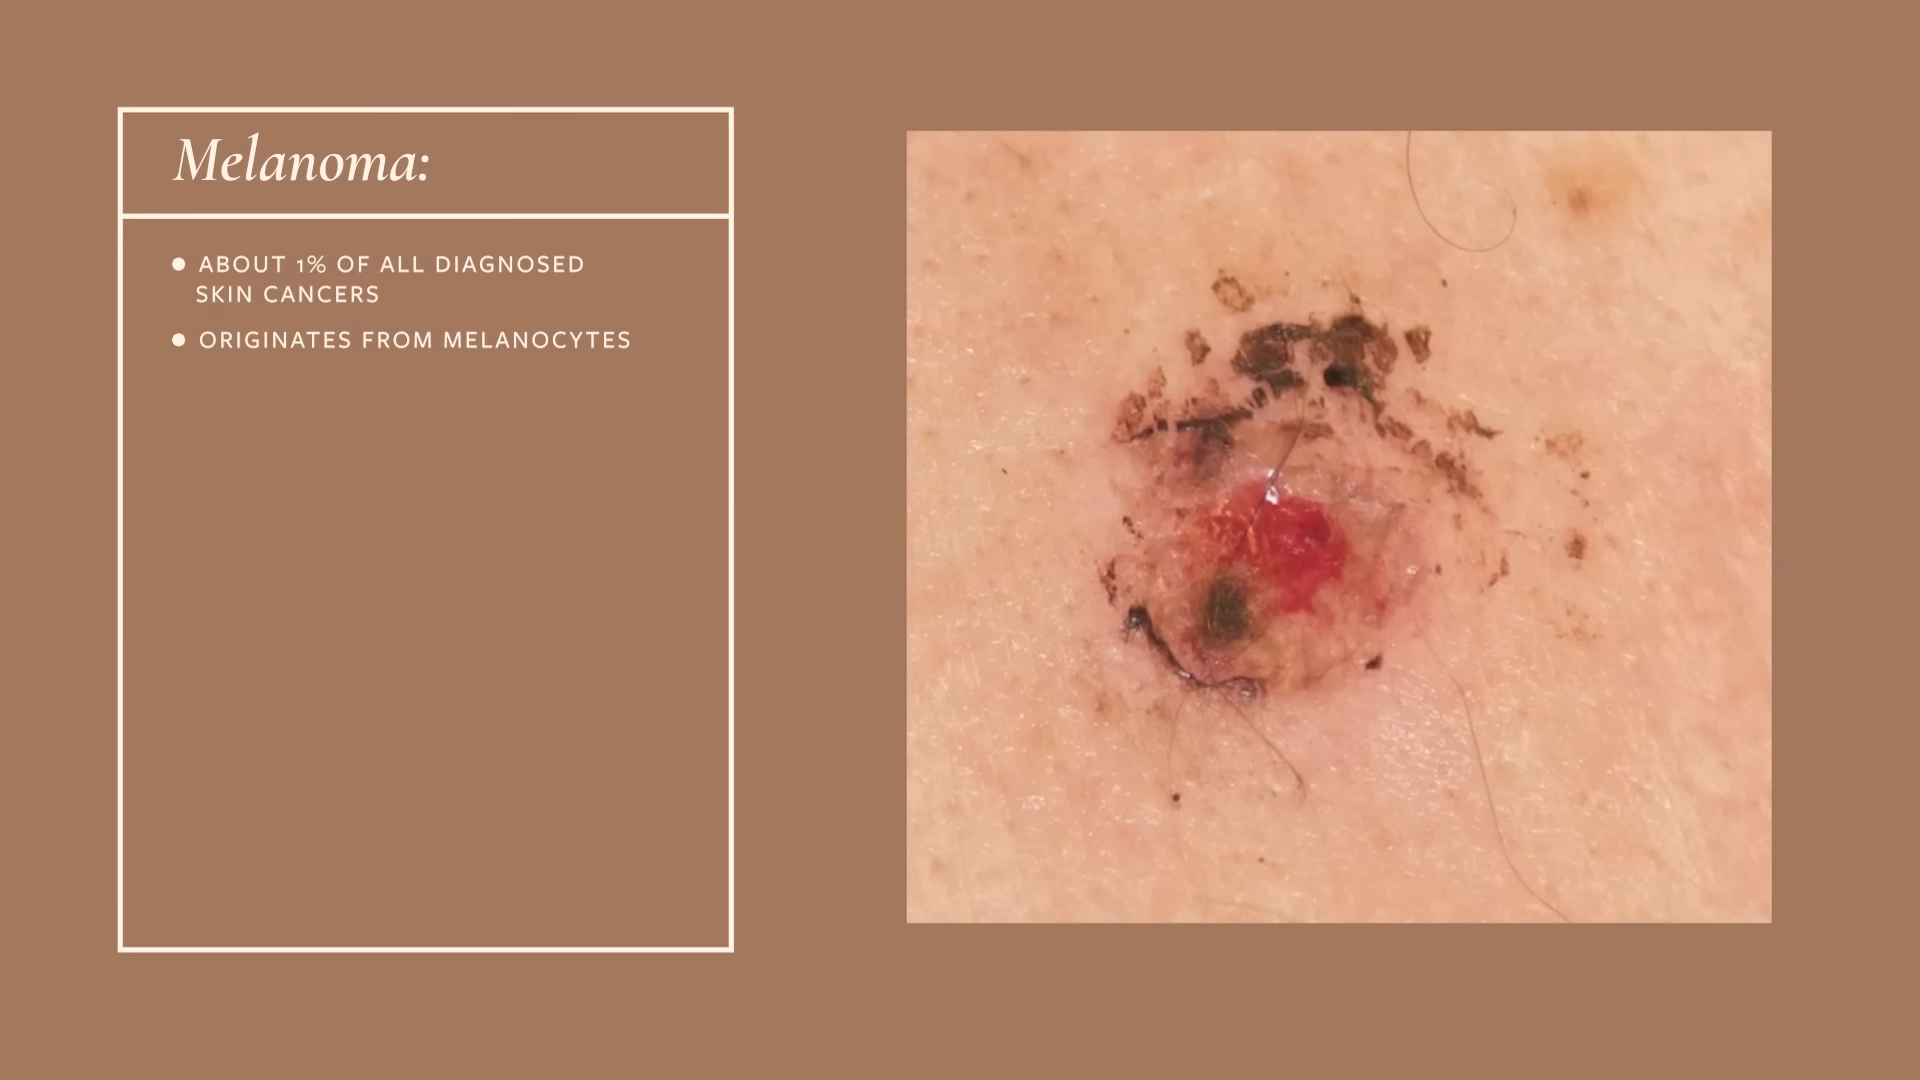 Melanoma:
● ABOUT 1% OF ALL DIAGNOSED
SKIN CANCERS
● ORIGINATES FROM MELANOCYTES